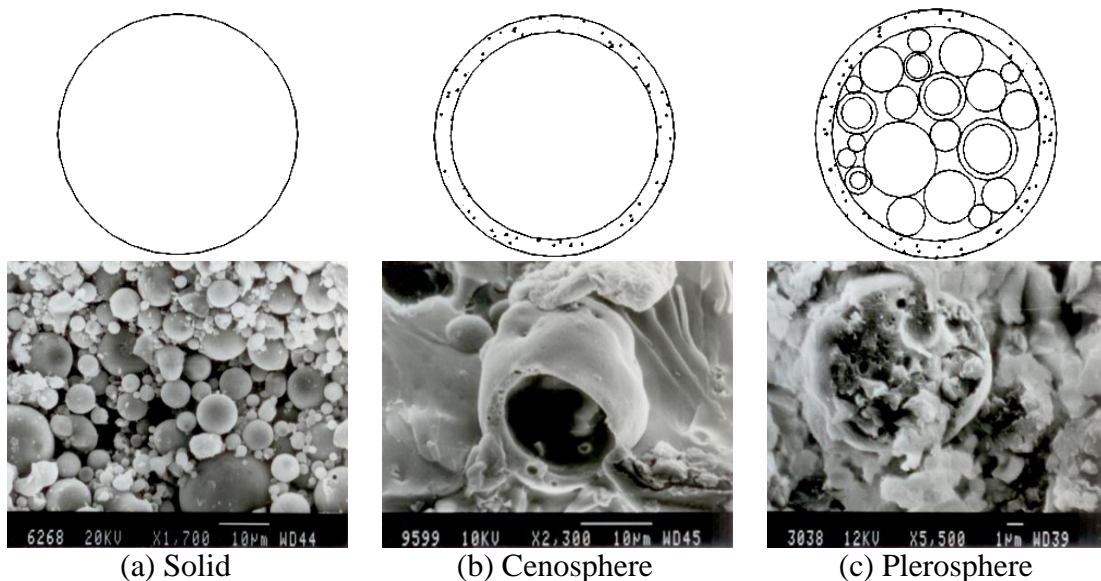 6268 20KV X1,700 10µm WD44
9599 10KV X2,300 10µm WD45
3038 12KV X5,500 1µm WD39
(a) Solid
(b) Cenosphere
(c) Plerosphere